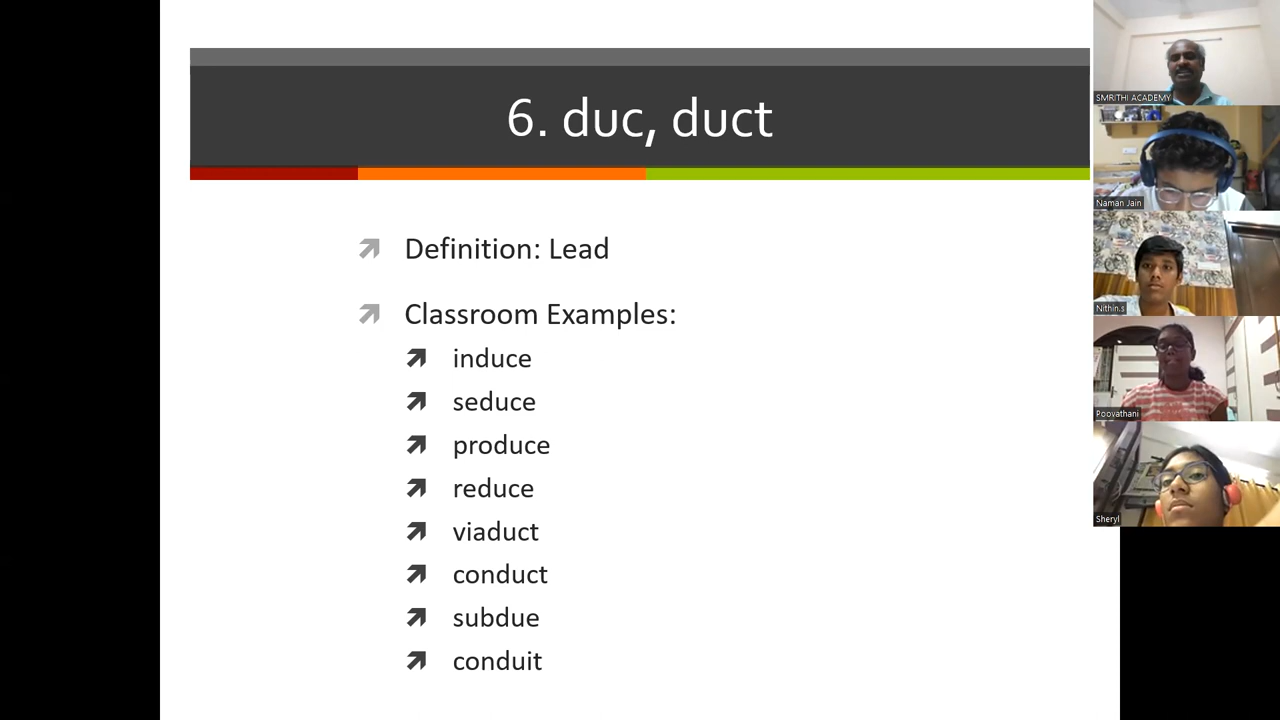 6. duc, duct
Definition: Lead
Classroom Examples:
induce
seduce
produce
reduce
viaduct
conduct
subdue
conduit
SMRITHI ACADEMY
Naman Jain
Nithin.s
Poovathani
Sheryl